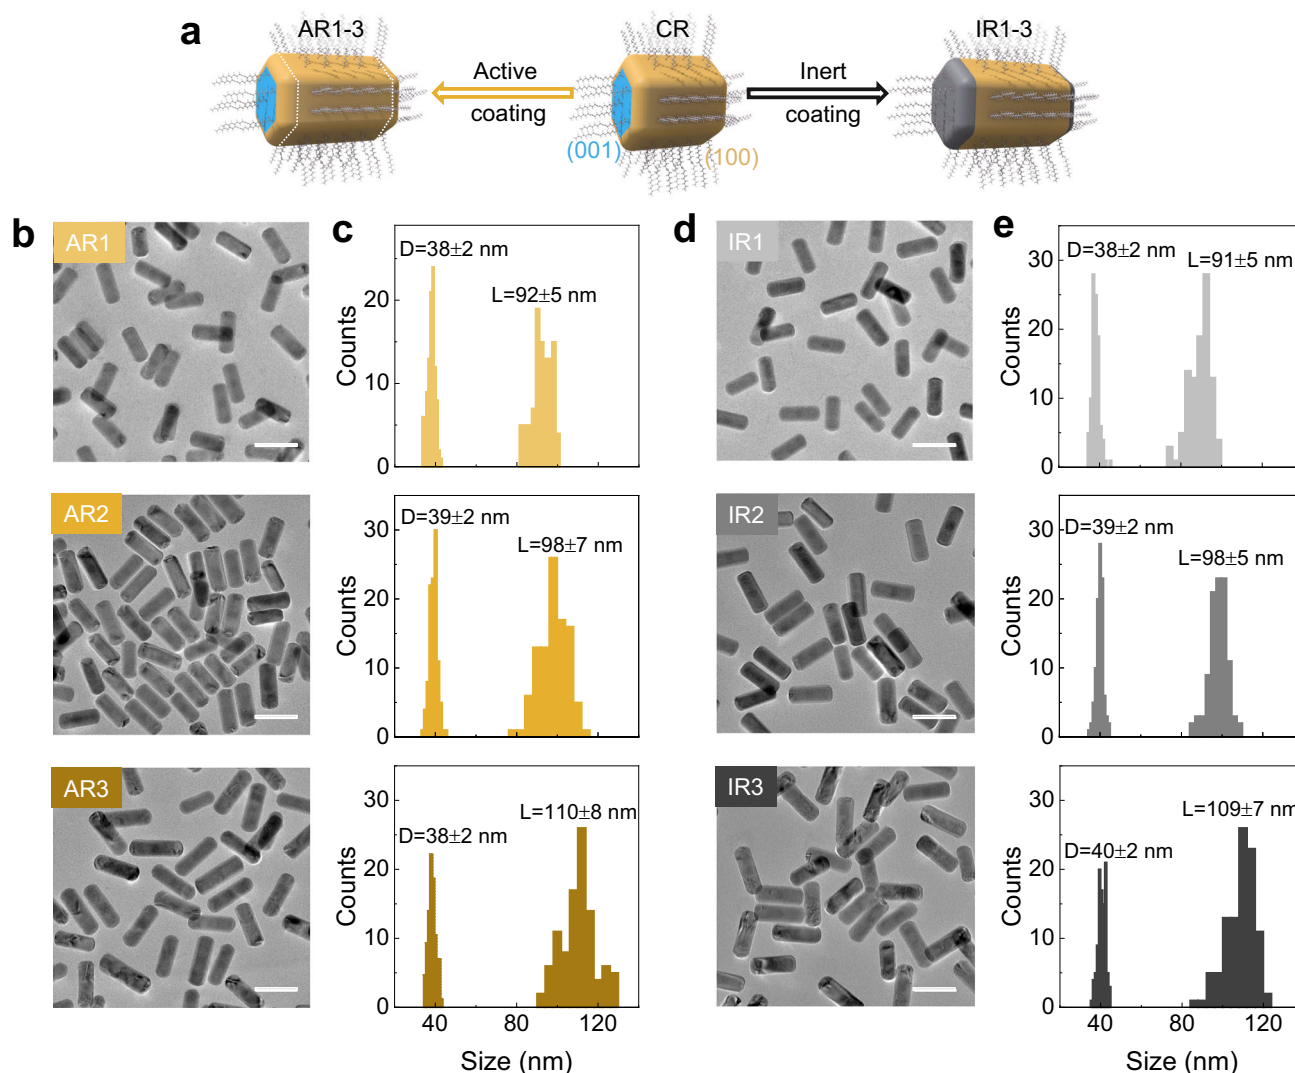 a
AR1-3
CR
IR1-3
Active
coating
Inert
coating
(001)
(100)
b
AR1
c
D=38±2 nm
L=92±5 nm
Counts
20
10
0
d
IR1
e
D=38±2 nm
L=91±5 nm
Counts
30
20
10
0
AR2
D=39±2 nm
L=98±7 nm
Counts
30
20
10
0
IR2
D=39±2 nm
L=98±5 nm
Counts
30
20
10
0
AR3
D=38±2 nm
L=110±8 nm
Counts
30
20
10
0
40
80
120
Size (nm)
IR3
D=40±2 nm
L=109±7 nm
Counts
30
20
10
0
40
80
120
Size (nm)